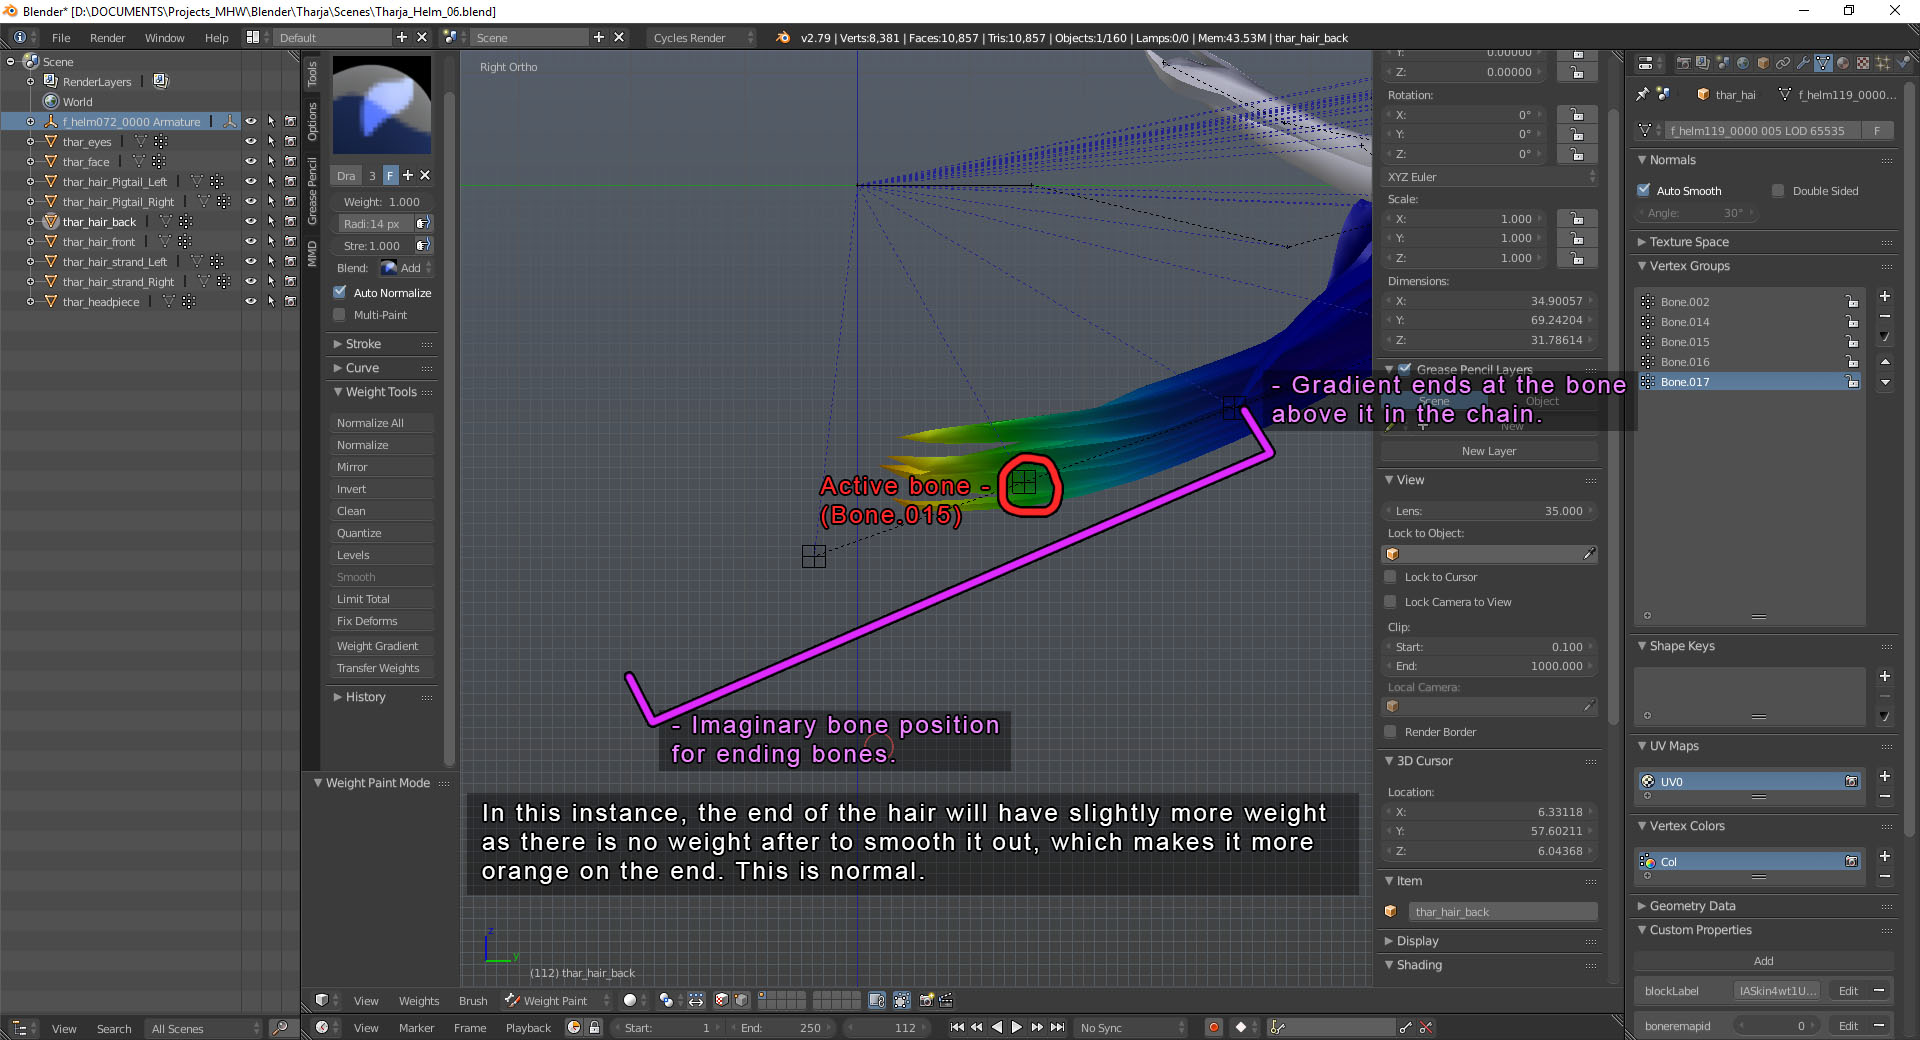 Blender* [D:\DOCUMENTS\Projects_MHW\Blender\Tharja\Scenes\Tharja_Helm_06.blend]
File Render Window Help Default Scene Cycles Render v2.79 | Verts:8,381 | Faces:10,857 | Tris:10,857 | Objects:1/160 | Lamps:0/0 | Mem:43.53M | thar_hair_back
Scene
RenderLayers
World
f_helm072_0000 Armature
thar_eyes
thar_face
thar_hair_Pigtail_Left
thar_hair_Pigtail_Right
thar_hair_back
thar_hair_front
thar_hair_strand_Left
thar_hair_strand_Right
thar_headpiece
Tools
Options
Grease Pencil
MMD
Dra 3 F
Weight: 1.000
Radi:14 px
Stre:1.000
Blend: Add
Auto Normalize
Multi-Paint
Stroke
Curve
Weight Tools
Normalize All
Normalize
Mirror
Invert
Clean
Quantize
Levels
Smooth
Limit Total
Fix Deforms
Weight Gradient
Transfer Weights
History
Weight Paint Mode
Right Ortho
- Gradient ends at the bone
above it in the chain.
Active bone -
(Bone.015)
- Imaginary bone position
for ending bones.
In this instance, the end of the hair will have slightly more weight
as there is no weight after to smooth it out, which makes it more
orange on the end. This is normal.
z
y
(112) thar_hair_back
Y: 0.00000
Z: 0.00000
Rotation:
X: 0°
Y: 0°
Z: 0°
XYZ Euler
Scale:
X: 1.000
Y: 1.000
Z: 1.000
Dimensions:
X: 34.90057
Y: 69.24204
Z: 31.78614
Grease Pencil Layers
Scene Object
New
New Layer
View
Lens: 35.000
Lock to Object:
Lock to Cursor
Lock Camera to View
Clip:
Start: 0.100
End: 1000.000
Local Camera:
Render Border
3D Cursor
Location:
X: 6.33118
Y: 57.60211
Z: 6.04368
Item
thar_hair_back
Display
Shading
thar_hai f_helm119_0000...
f_helm119_0000 005 LOD 65535 F
Normals
Auto Smooth Double Sided
Angle: 30°
Texture Space
Vertex Groups
Bone.002
Bone.014
Bone.015
Bone.016
Bone.017
Shape Keys
UV Maps
UV0
Vertex Colors
Col
Geometry Data
Custom Properties
Add
blockLabel IASkin4wt1U... Edit
boneremapid 0 Edit
View Weights Brush Weight Paint
View Search All Scenes
View Marker Frame Playback Start: 1 End: 250 112 No Sync